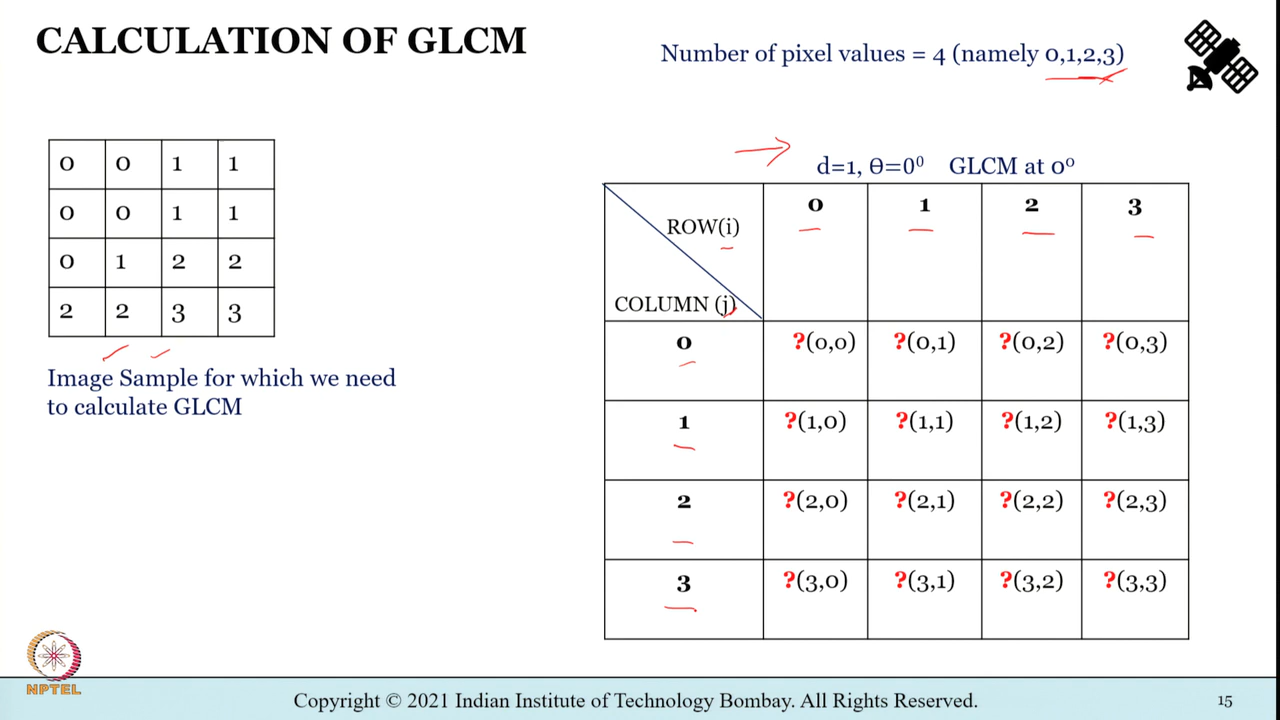 CALCULATION OF GLCM
Number of pixel values = 4 (namely 0,1,2,3)
0 0 1 1
0 0 1 1
0 1 2 2
2 2 3 3
Image Sample for which we need
to calculate GLCM
d=1, Θ=0⁰ GLCM at 0⁰
ROW(i) 0 1 2 3
COLUMN (j)
0 ?(0,0) ?(0,1) ?(0,2) ?(0,3)
1 ?(1,0) ?(1,1) ?(1,2) ?(1,3)
2 ?(2,0) ?(2,1) ?(2,2) ?(2,3)
3 ?(3,0) ?(3,1) ?(3,2) ?(3,3)
NPTEL
Copyright © 2021 Indian Institute of Technology Bombay. All Rights Reserved.
15